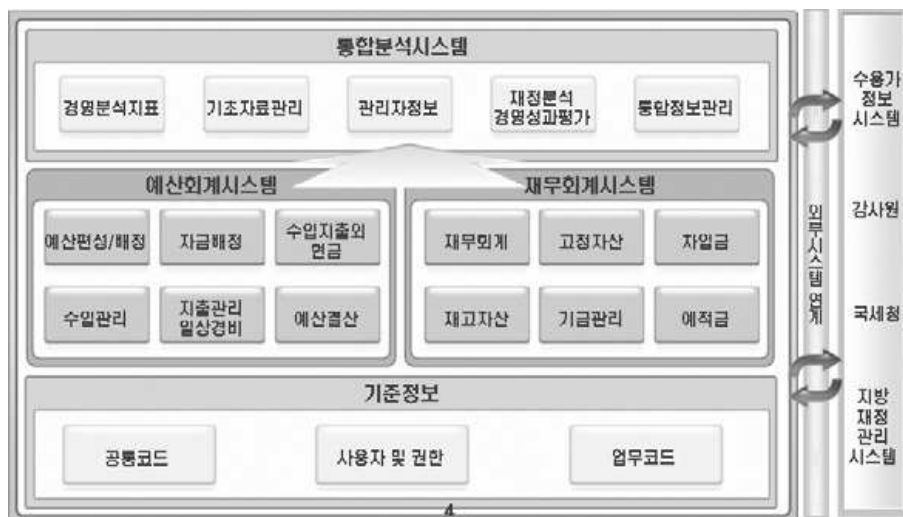 통합분석시스템
경영분석지표
기초자료관리
관리자정보
재정분석
경영성과평가
통합정보관리
예산회계시스템
예산편성/배정
자금배정
수입지출외
현금
수입관리
지출관리
일상경비
예산결산
재무회계시스템
재무회계
고정자산
차입금
재고자산
기금관리
예적금
기준정보
공통코드
사용자 및 권한
업무코드
4
외부시스템 연계
수용가
정보
시스템
감사원
국세청
지방
재정
관리
시스템